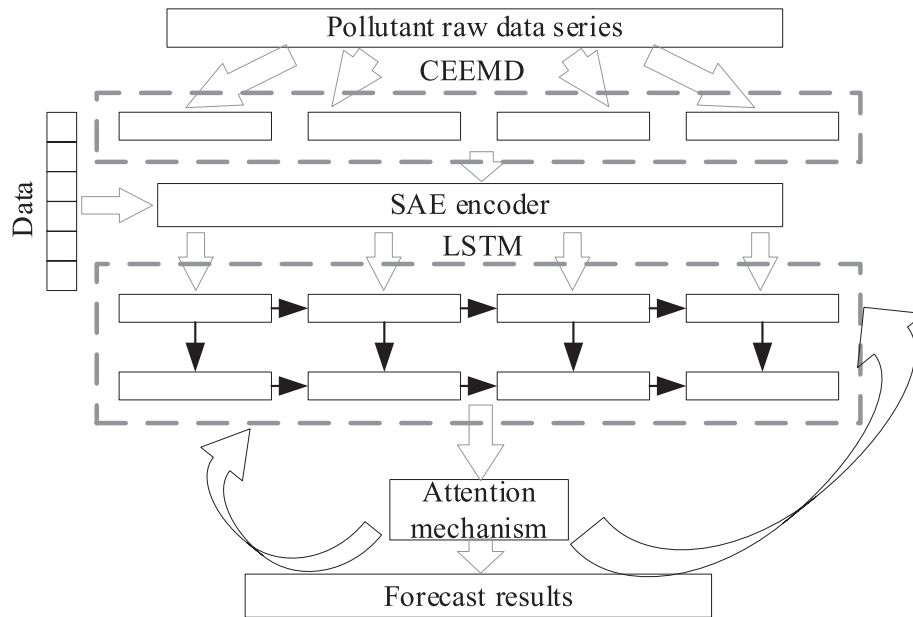 Pollutant raw data series
CEEMD
Data
SAE encoder
LSTM
Attention
mechanism
Forecast results